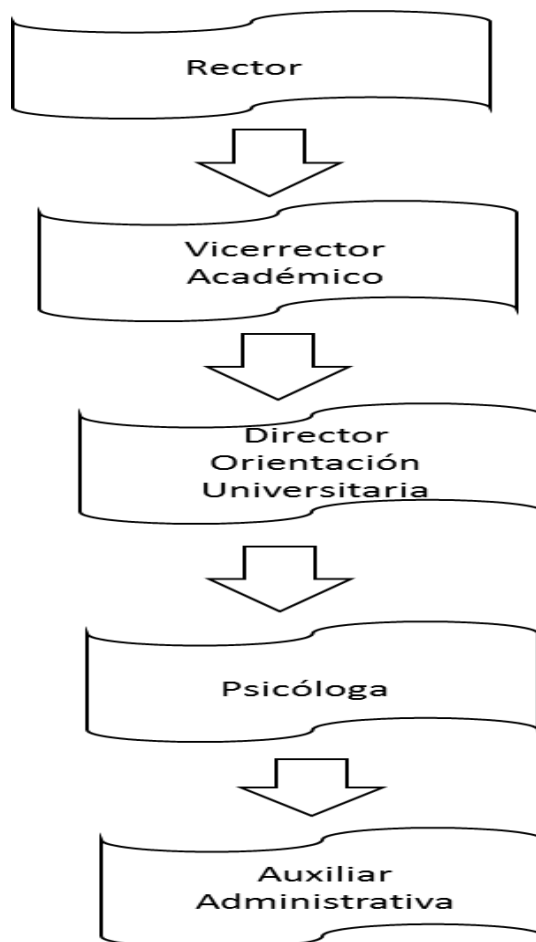 Rector
Vicerrector
Académico
Director
Orientación
Universitaria
Psicóloga
Auxiliar
Administrativa